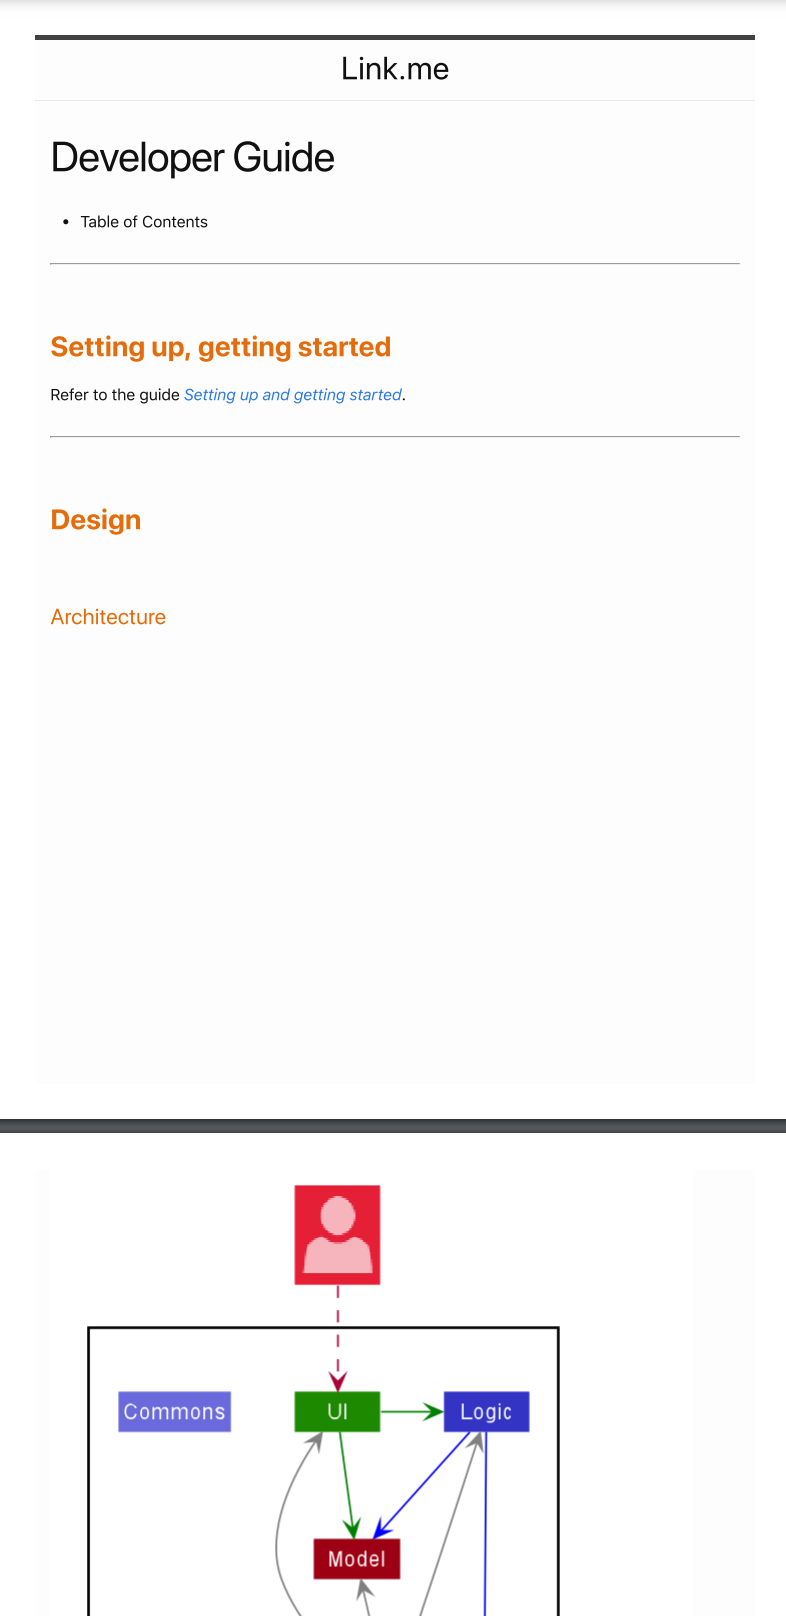 Link.me
Developer Guide
• Table of Contents
Setting up, getting started
Refer to the guide Setting up and getting started.
Design
Architecture
Commons UI Logic
Model